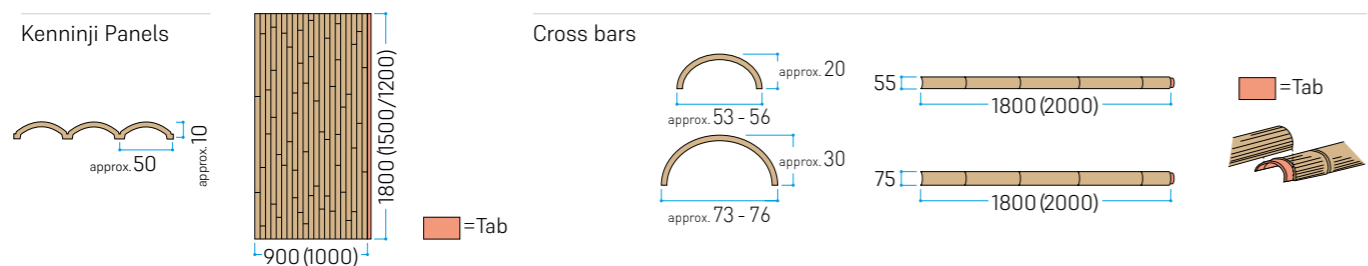 Kenninji Panels
approx. 50
approx. 10
1800 (1500/1200)
900 (1000)
=Tab
Cross bars
approx. 20
approx. 53 - 56
approx. 30
approx. 73 - 76
55
1800 (2000)
75
1800 (2000)
=Tab